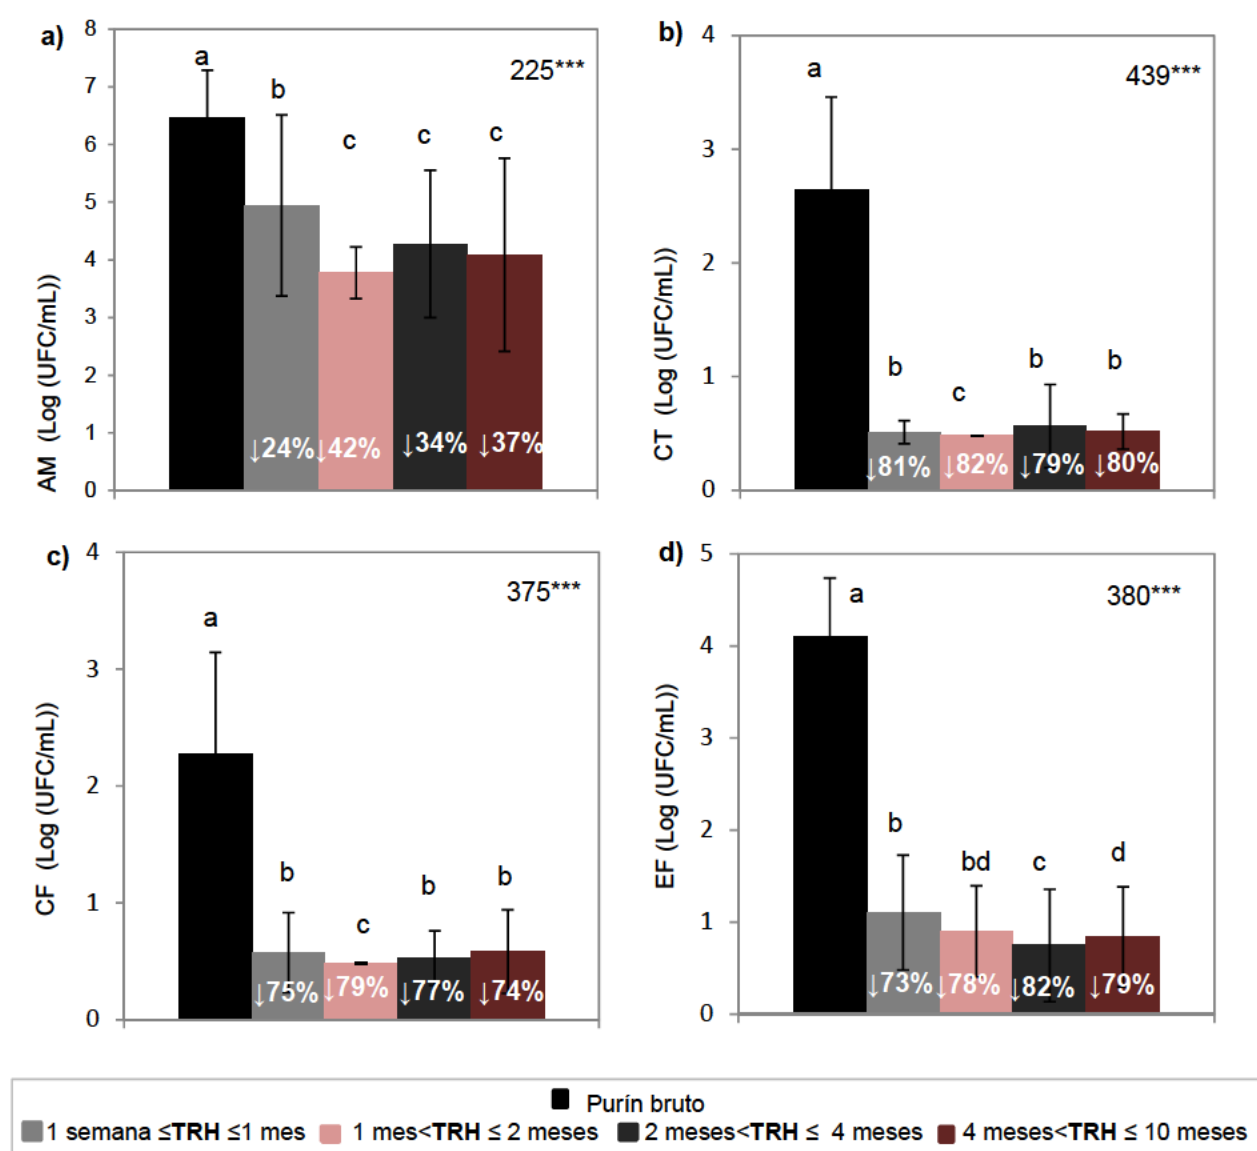 a)
AM (Log (UFC/mL))
8
7
6
5
4
3
2
1
0
a
b
c
c
c
225***
↓24%
↓42%
↓34%
↓37%
b)
CT (Log (UFC/mL))
4
3
2
1
0
a
b
c
b
b
439***
↓81%
↓82%
↓79%
↓80%
c)
CF (Log (UFC/mL))
4
3
2
1
0
a
b
c
b
b
375***
↓75%
↓79%
↓77%
↓74%
d)
EF (Log (UFC/mL))
5
4
3
2
1
0
a
b
bd
c
d
380***
↓73%
↓78%
↓82%
↓79%
Purín bruto
1 semana ≤TRH ≤1 mes 1 mes<TRH ≤ 2 meses 2 meses<TRH ≤ 4 meses 4 meses<TRH ≤ 10 meses